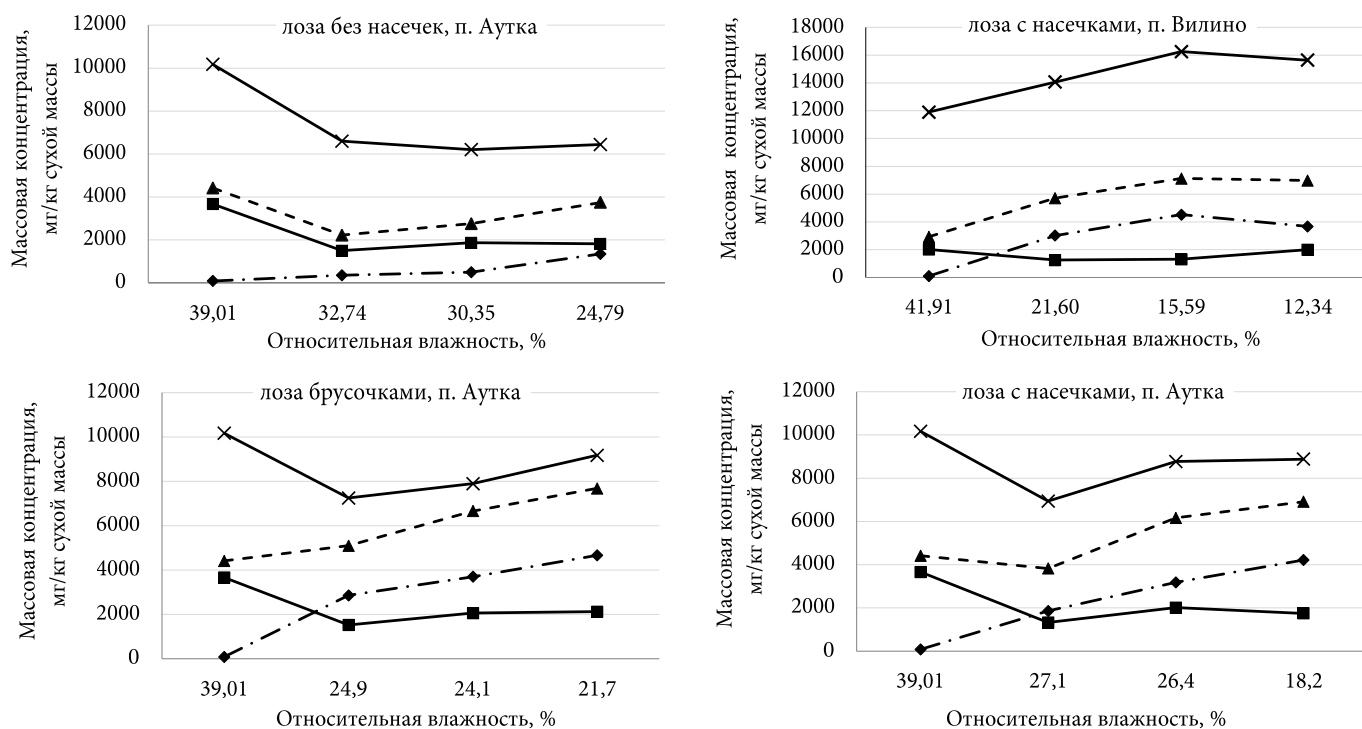 лоза без насечек, п. Аутка
Массовая концентрация,
мг/кг сухой массы
12000
10000
8000
6000
4000
2000
0
39,01 32,74 30,35 24,79
Относительная влажность, %
лоза с насечками, п. Вилино
Массовая концентрация,
мг/кг сухой массы
18000
16000
14000
12000
10000
8000
6000
4000
2000
0
41,91 21,60 15,59 12,34
Относительная влажность, %
лоза брусочками, п. Аутка
Массовая концентрация,
мг/кг сухой массы
12000
10000
8000
6000
4000
2000
0
39,01 24,9 24,1 21,7
Относительная влажность, %
лоза с насечками, п. Аутка
Массовая концентрация,
мг/кг сухой массы
12000
10000
8000
6000
4000
2000
0
39,01 27,1 26,4 18,2
Относительная влажность, %